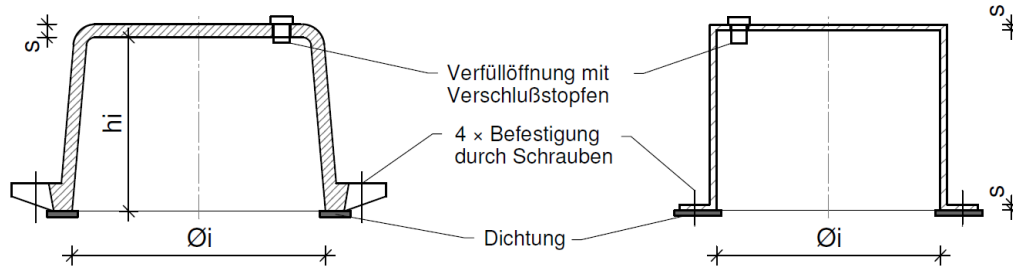 s
s
Verfüllöffnung mit
Verschlußstopfen
hi
4 × Befestigung
durch Schrauben
s
Øi
Dichtung
Øi